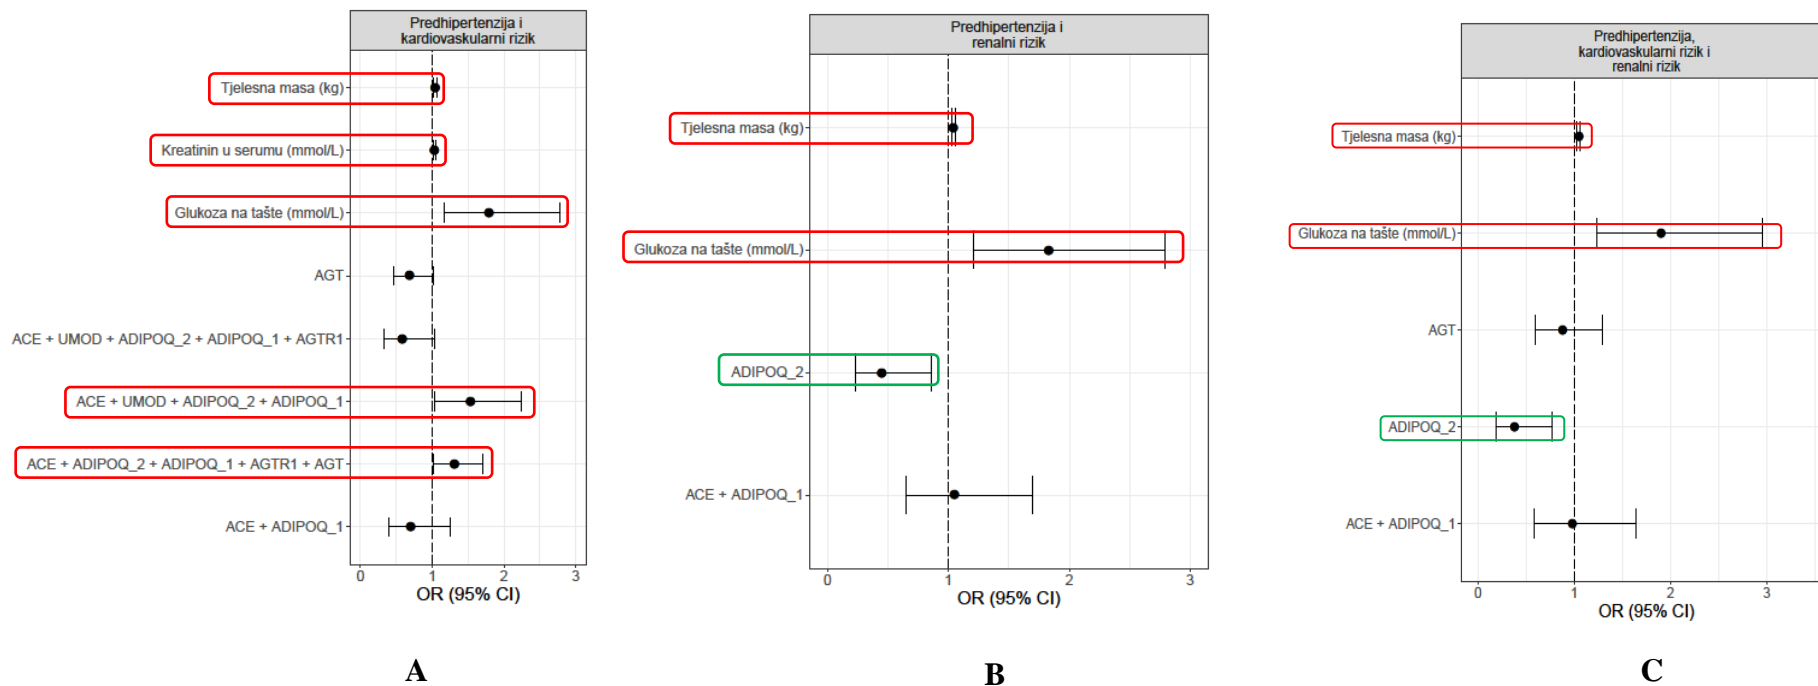 Predhipertenzija i
kardiovaskularni rizik
Tjelesna masa (kg)
Kreatinin u serumu (mmol/L)
Glukoza na tašte (mmol/L)
AGT
ACE + UMOD + ADIPOQ_2 + ADIPOQ_1 + AGTR1
ACE + UMOD + ADIPOQ_2 + ADIPOQ_1
ACE + ADIPOQ_2 + ADIPOQ_1 + AGTR1 + AGT
ACE + ADIPOQ_1
0 1 2 3
OR (95% CI)
A
Predhipertenzija i
renalni rizik
Tjelesna masa (kg)
Glukoza na tašte (mmol/L)
ADIPOQ_2
ACE + ADIPOQ_1
0 1 2 3
OR (95% CI)
B
Predhipertenzija,
kardiovaskularni rizik i
renalni rizik
Tjelesna masa (kg)
Glukoza na tašte (mmol/L)
AGT
ADIPOQ_2
ACE + ADIPOQ_1
0 1 2 3
OR (95% CI)
C